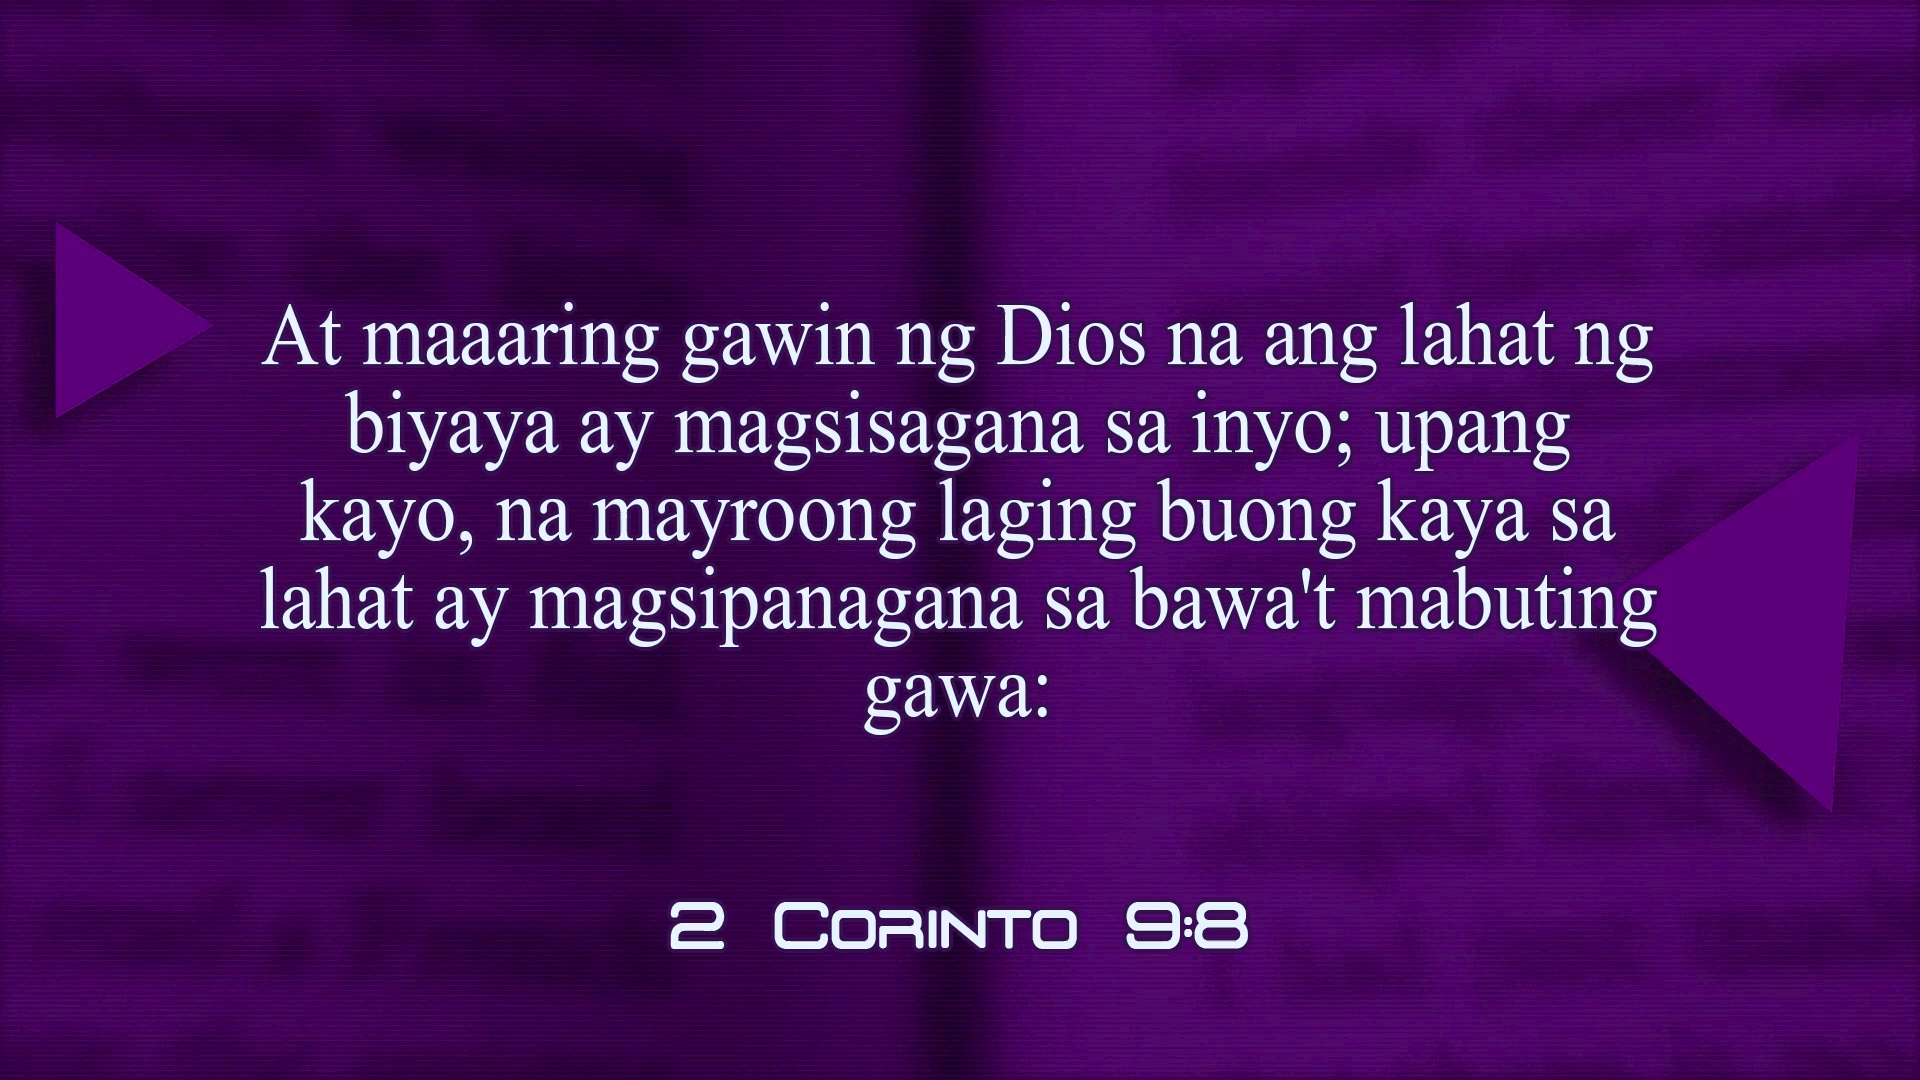 At maaaring gawin ng Dios na ang lahat ng
biyaya ay magsisagana sa inyo; upang
kayo, na mayroong laging buong kaya sa
lahat ay magsipanagana sa bawa't mabuting
gawa:
2 Corinto 9:8